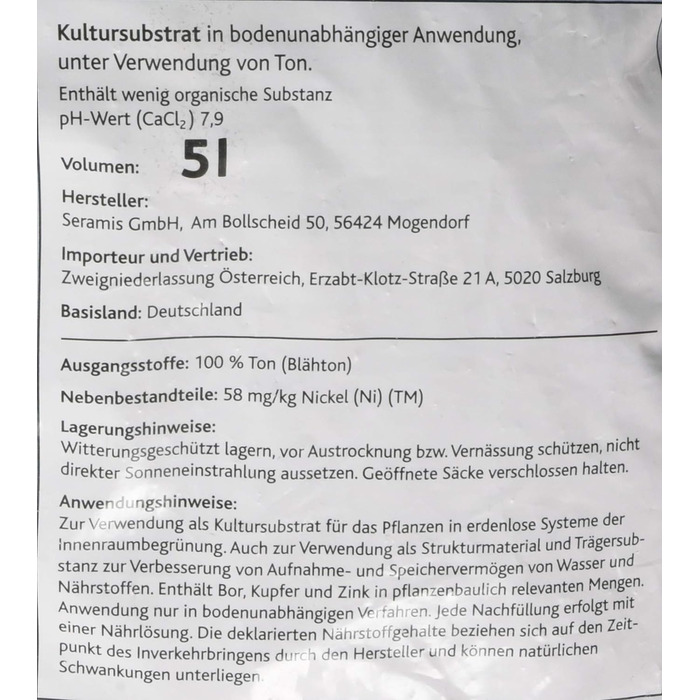 Kultursubstrat in bodenunabhängiger Anwendung,
unter Verwendung von Ton.
Enthält wenig organische Substanz
pH-Wert (CaCl₂) 7,9
Volumen: 5l
Hersteller:
Seramis GmbH, Am Bollscheid 50, 56424 Mogendorf
Importeur und Vertrieb:
Zweigniederlassung Österreich, Erzabt-Klotz-Straße 21 A, 5020 Salzburg
Basisland: Deutschland
Ausgangsstoffe: 100 % Ton (Blähton)
Nebenbestandteile: 58 mg/kg Nickel (Ni) (TM)
Lagerungshinweise:
Witterungsgeschützt lagern, vor Austrocknung bzw. Vernässung schützen, nicht
direkter Sonneneinstrahlung aussetzen. Geöffnete Säcke verschlossen halten.
Anwendungshinweise:
Zur Verwendung als Kultursubstrat für das Pflanzen in erdenlose Systeme der
Innenraumbegrünung. Auch zur Verwendung als Strukturmaterial und Trägersub-
stanz zur Verbesserung von Aufnahme- und Speichervermögen von Wasser und
Nährstoffen. Enthält Bor, Kupfer und Zink in pflanzenbaulich relevanten Mengen.
Anwendung nur in bodenunabhängigen Verfahren. Jede Nachfüllung erfolgt mit
einer Nährlösung. Die deklarierten Nährstoffgehalte beziehen sich auf den Zeit-
punkt des Inverkehrbringens durch den Hersteller und können natürlichen
Schwankungen unterliegen.